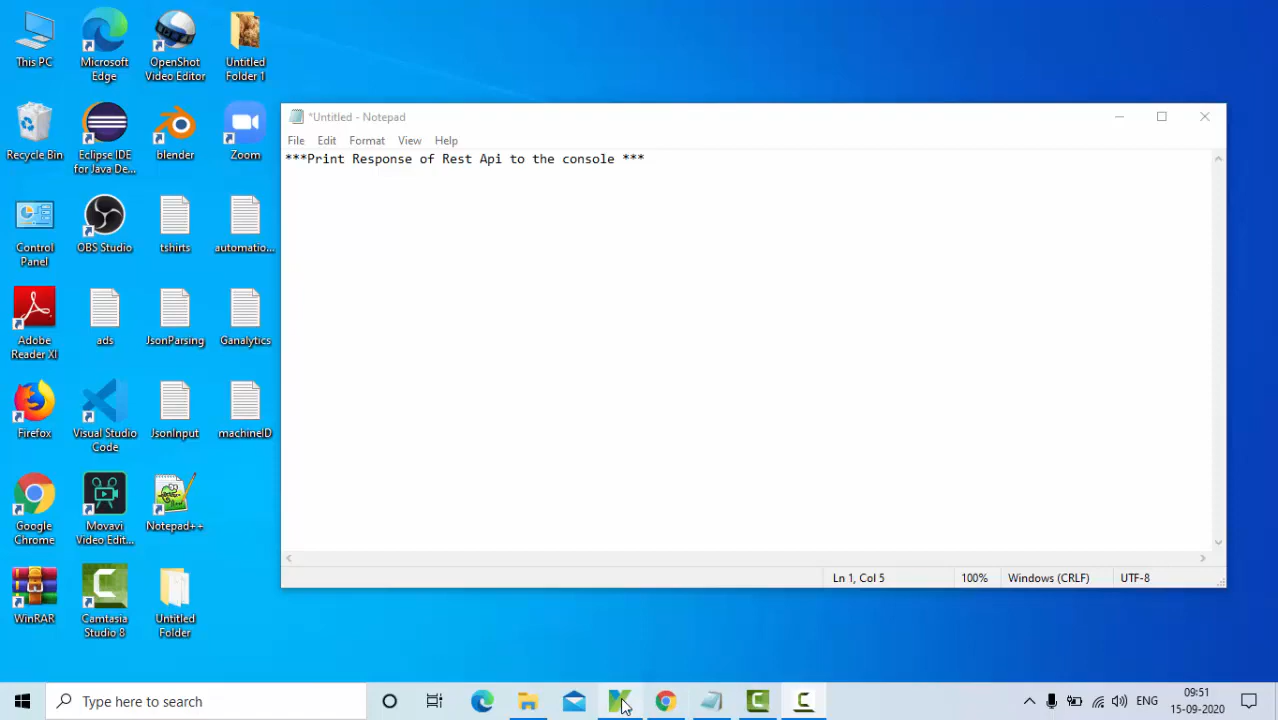 This PC
Microsoft
Edge
OpenShot
Video Editor
Untitled
Folder 1
Recycle Bin
Eclipse IDE
for Java De...
blender
Zoom
Control
Panel
OBS Studio
tshirts
automatio...
Adobe
Reader XI
ads
JsonParsing
Ganalytics
Firefox
Visual Studio
Code
JsonInput
machineID
Google
Chrome
Movavi
Video Edit...
Notepad++
WinRAR
Camtasia
Studio 8
Untitled
Folder
*Untitled - Notepad
File Edit Format View Help
***Print Response of Rest Api to the console ***
Ln 1, Col 5 100% Windows (CRLF) UTF-8
Type here to search
ENG
09:51
15-09-2020